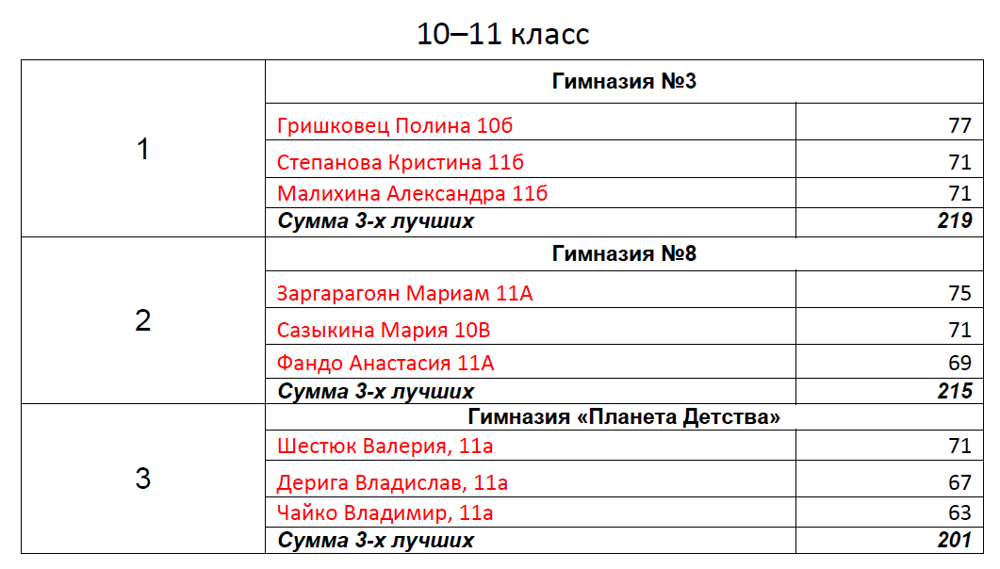 10–11 класс
1
Гимназия №3
Гришковец Полина 10б 77
Степанова Кристина 11б 71
Малихина Александра 11б 71
Сумма 3-х лучших 219
2
Гимназия №8
Заргарагоян Мариам 11А 75
Сазыкина Мария 10В 71
Фандо Анастасия 11А 69
Сумма 3-х лучших 215
3
Гимназия «Планета Детства»
Шестюк Валерия, 11а 71
Дерига Владислав, 11а 67
Чайко Владимир, 11а 63
Сумма 3-х лучших 201